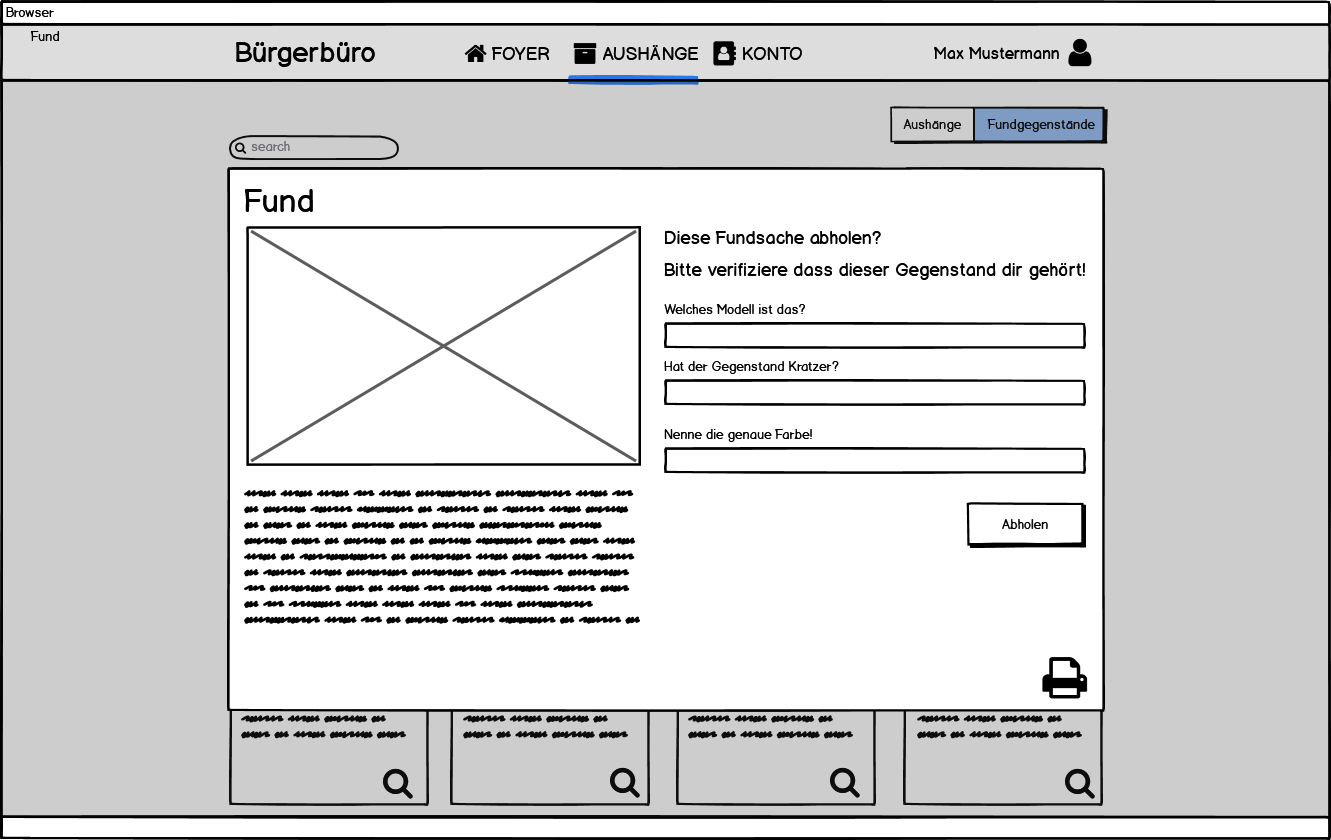 Browser
Fund
Bürgerbüro
FOYER
AUSHÄNGE
KONTO
Max Mustermann
Aushänge
Fundgegenstände
search
Fund
Diese Fundsache abholen?
Bitte verifiziere dass dieser Gegenstand dir gehört!
Welches Modell ist das?
Hat der Gegenstand Kratzer?
Nenne die genaue Farbe!
Abholen